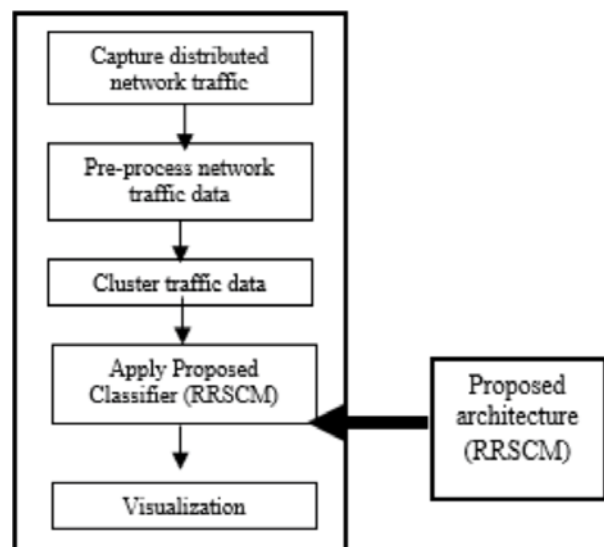 Capture distributed
network traffic
Pre-process network
traffic data
Cluster traffic data
Apply Proposed
Classifier (RRSCM)
Visualization
Proposed
architecture
(RRSCM)